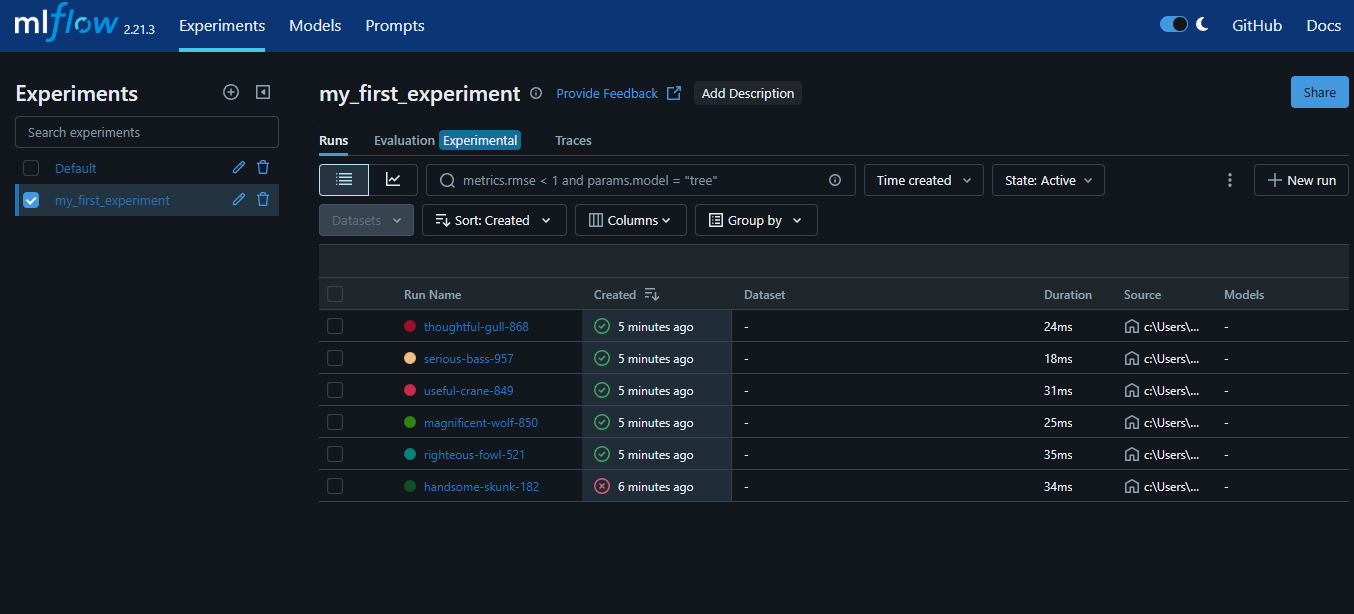 mlflow 2.21.3 Experiments Models Prompts GitHub Docs
Experiments
Search experiments
Default
my_first_experiment
my_first_experiment Provide Feedback Add Description Share
Runs Evaluation Experimental Traces
metrics.rmse < 1 and params.model = "tree" Time created State: Active New run
Datasets Sort: Created Columns Group by
Run Name Created Dataset Duration Source Models
thoughtful-gull-868 5 minutes ago - 24ms c:\Users\... -
serious-bass-957 5 minutes ago - 18ms c:\Users\... -
useful-crane-849 5 minutes ago - 31ms c:\Users\... -
magnificent-wolf-850 5 minutes ago - 25ms c:\Users\... -
righteous-fowl-521 5 minutes ago - 35ms c:\Users\... -
handsome-skunk-182 6 minutes ago - 34ms c:\Users\... -